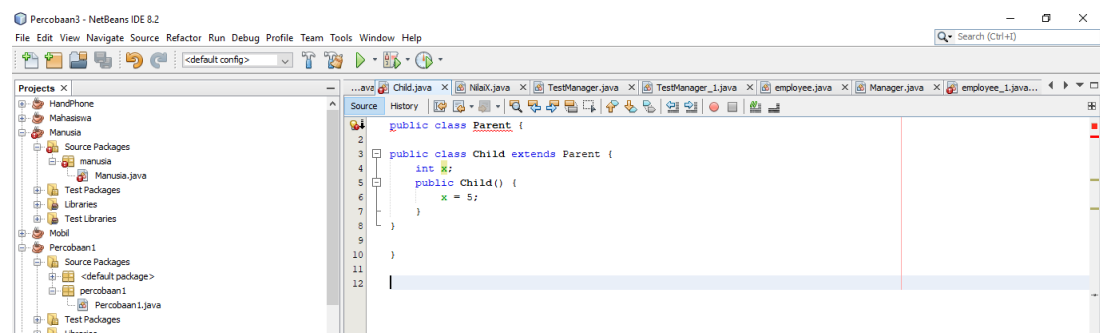 Percobaan3 - NetBeans IDE 8.2
File Edit View Navigate Source Refactor Run Debug Profile Team Tools Window Help
Search (Ctrl+I)
<default config>
Projects
HandPhone
Mahasiswa
Manusia
Source Packages
manusia
Manusia.java
Test Packages
Libraries
Test Libraries
Mobil
Percobaan1
Source Packages
<default package>
percobaan1
Percobaan1.java
Test Packages
Libraries
...ava Child.java NilaiX.java TestManager.java TestManager_1.java employee.java Manager.java employee_1.java...
Source History
public class Parent {
2
3 public class Child extends Parent {
4 int x;
5 public Child() {
6 x = 5;
7 }
8 }
9
10 }
11
12